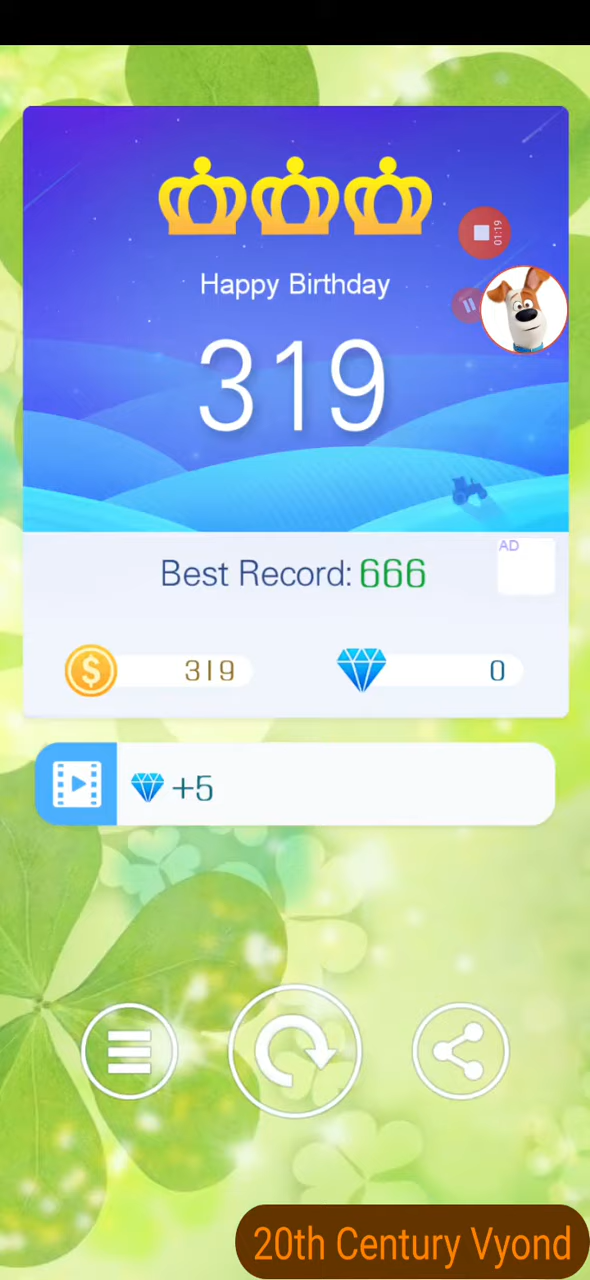 01:19
Happy Birthday
319
AD
Best Record: 666
319
0
+5
20th Century Vyond